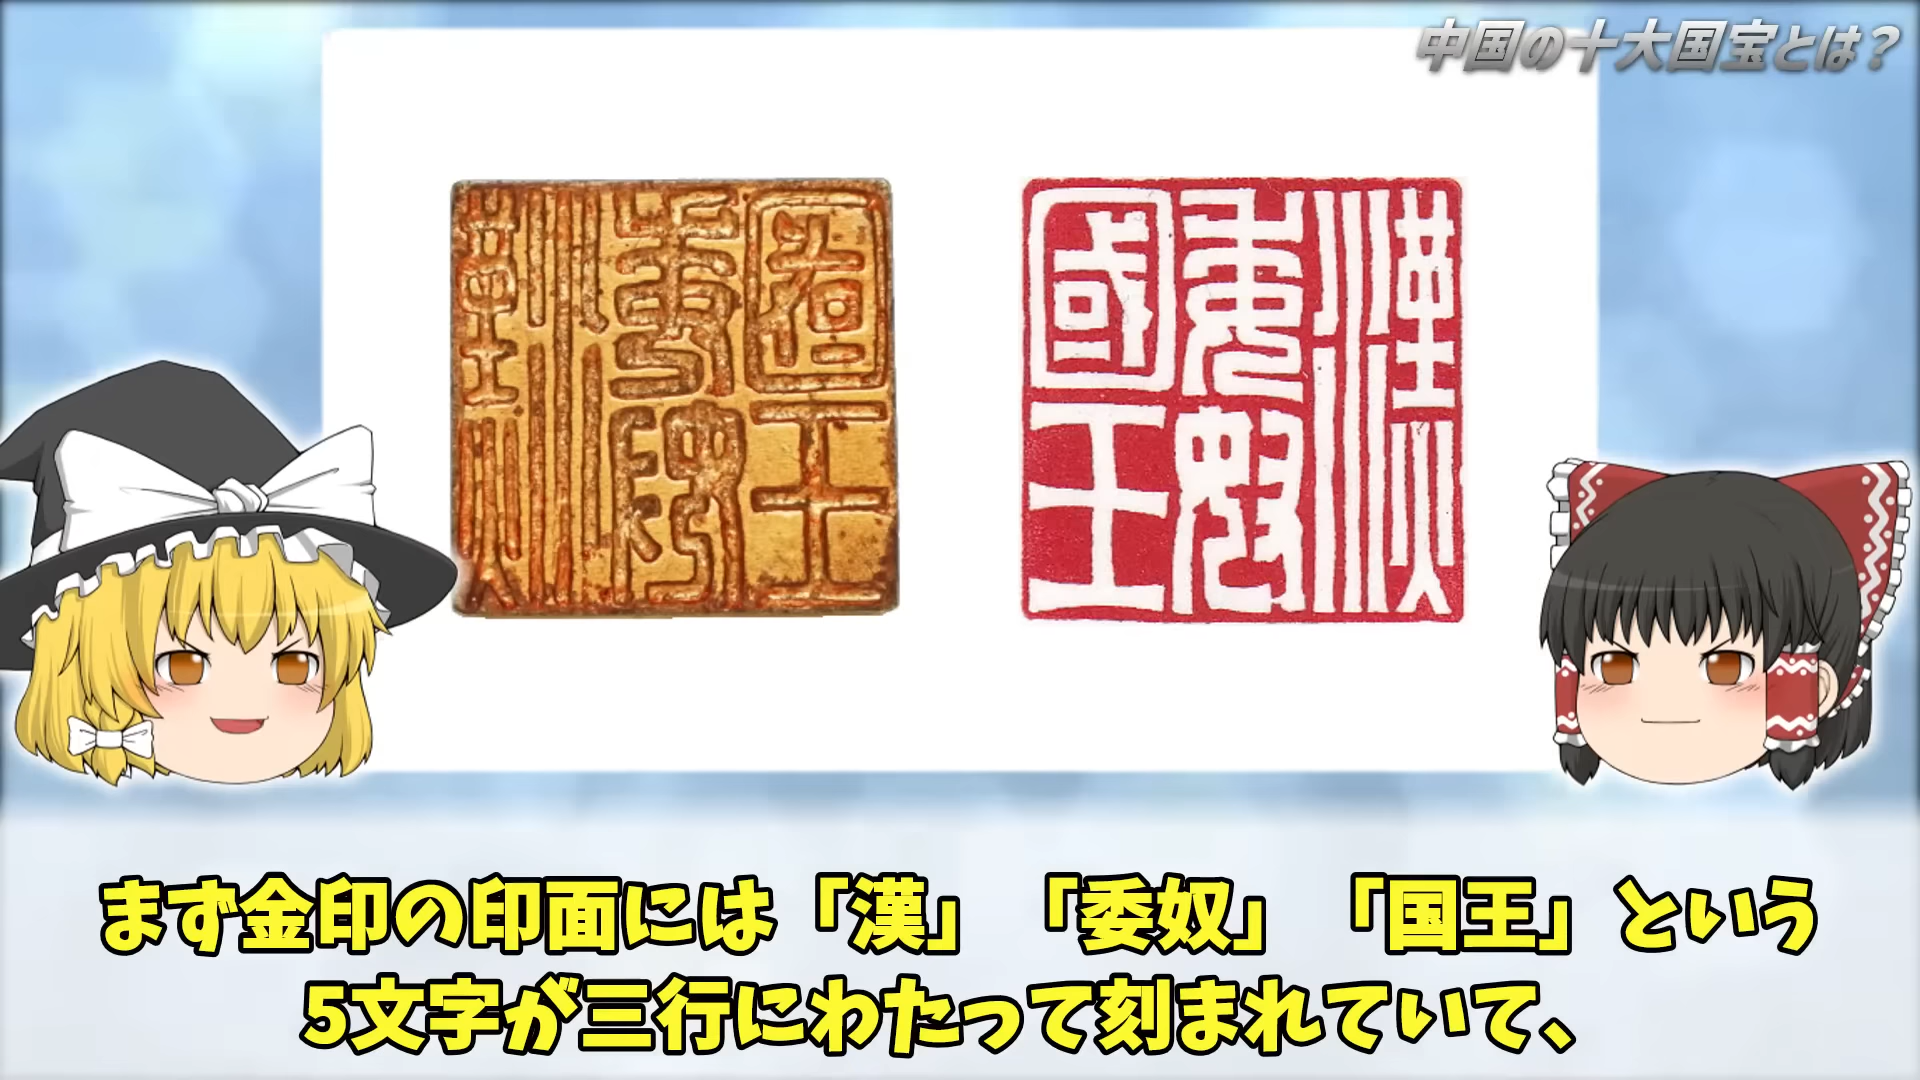 中国の十大国宝とは?
漢
委奴
國王
まず金印の印面には「漢」「委奴」「国王」という
5文字が三行にわたって刻まれていて、